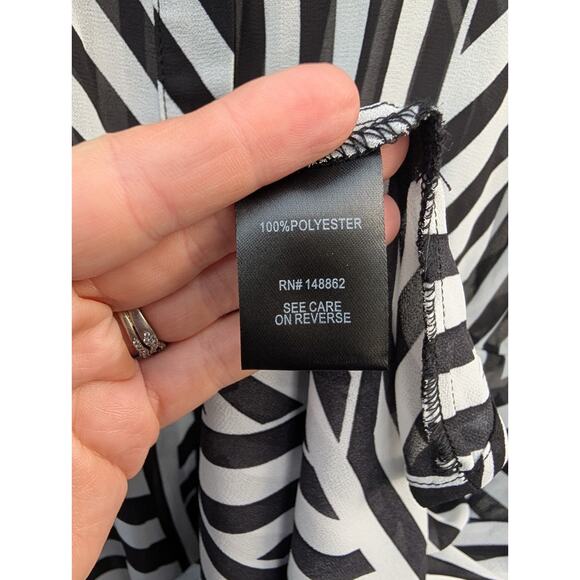 100%POLYESTER
RN# 148862
SEE CARE
ON REVERSE